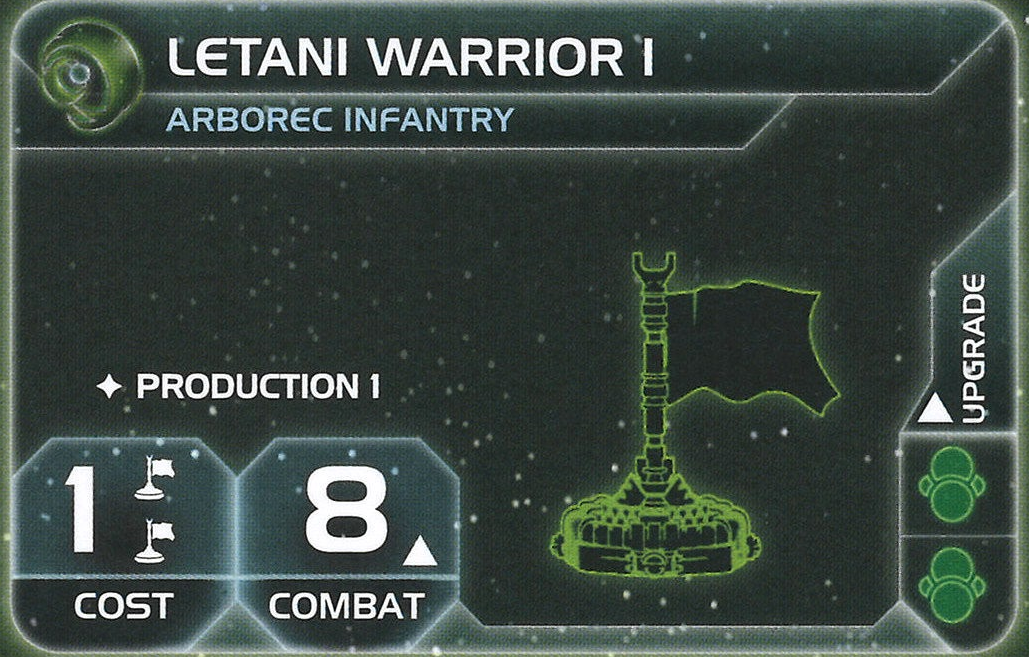 LETANI WARRIOR I
ARBOREC INFANTRY
PRODUCTION 1
UPGRADE
1
8
COST
COMBAT